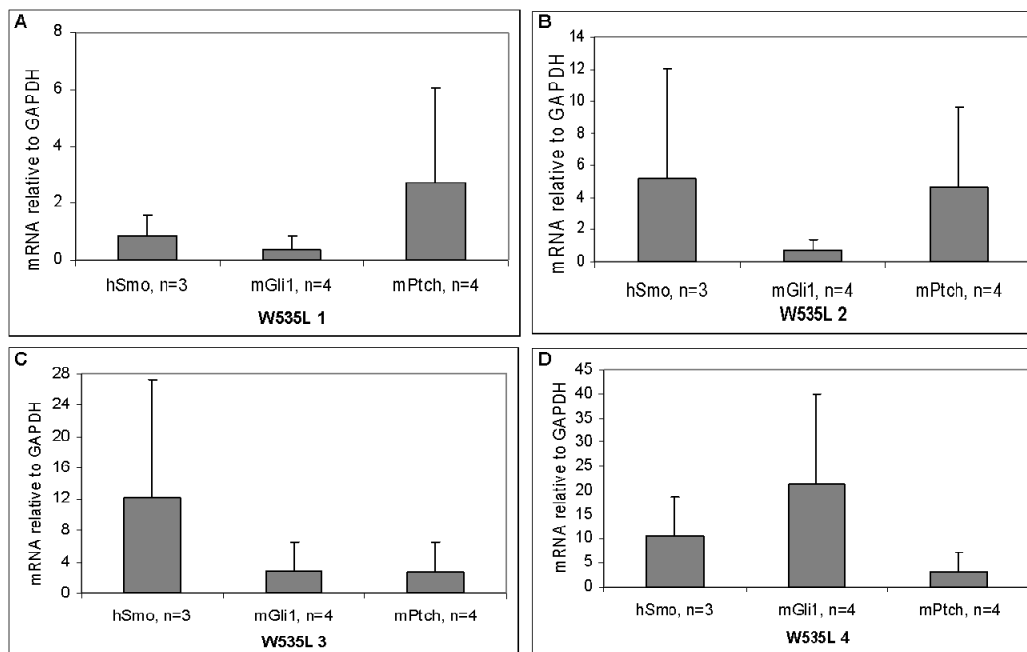 A
mRNA relative to GAPDH
8
6
4
2
0
hSmo, n=3 mGli1, n=4 mPtch, n=4
W535L 1
B
mRNA relative to GAPDH
14
12
10
8
6
4
2
0
hSmo, n=3 mGli1, n=4 mPtch, n=4
W535L 2
C
mRNA relative to GAPDH
28
24
20
16
12
8
4
0
hSmo, n=3 mGli1, n=4 mPtch, n=4
W535L 3
D
mRNA relative to GAPDH
45
40
35
30
25
20
15
10
5
0
hSmo, n=3 mGli1, n=4 mPtch, n=4
W535L 4